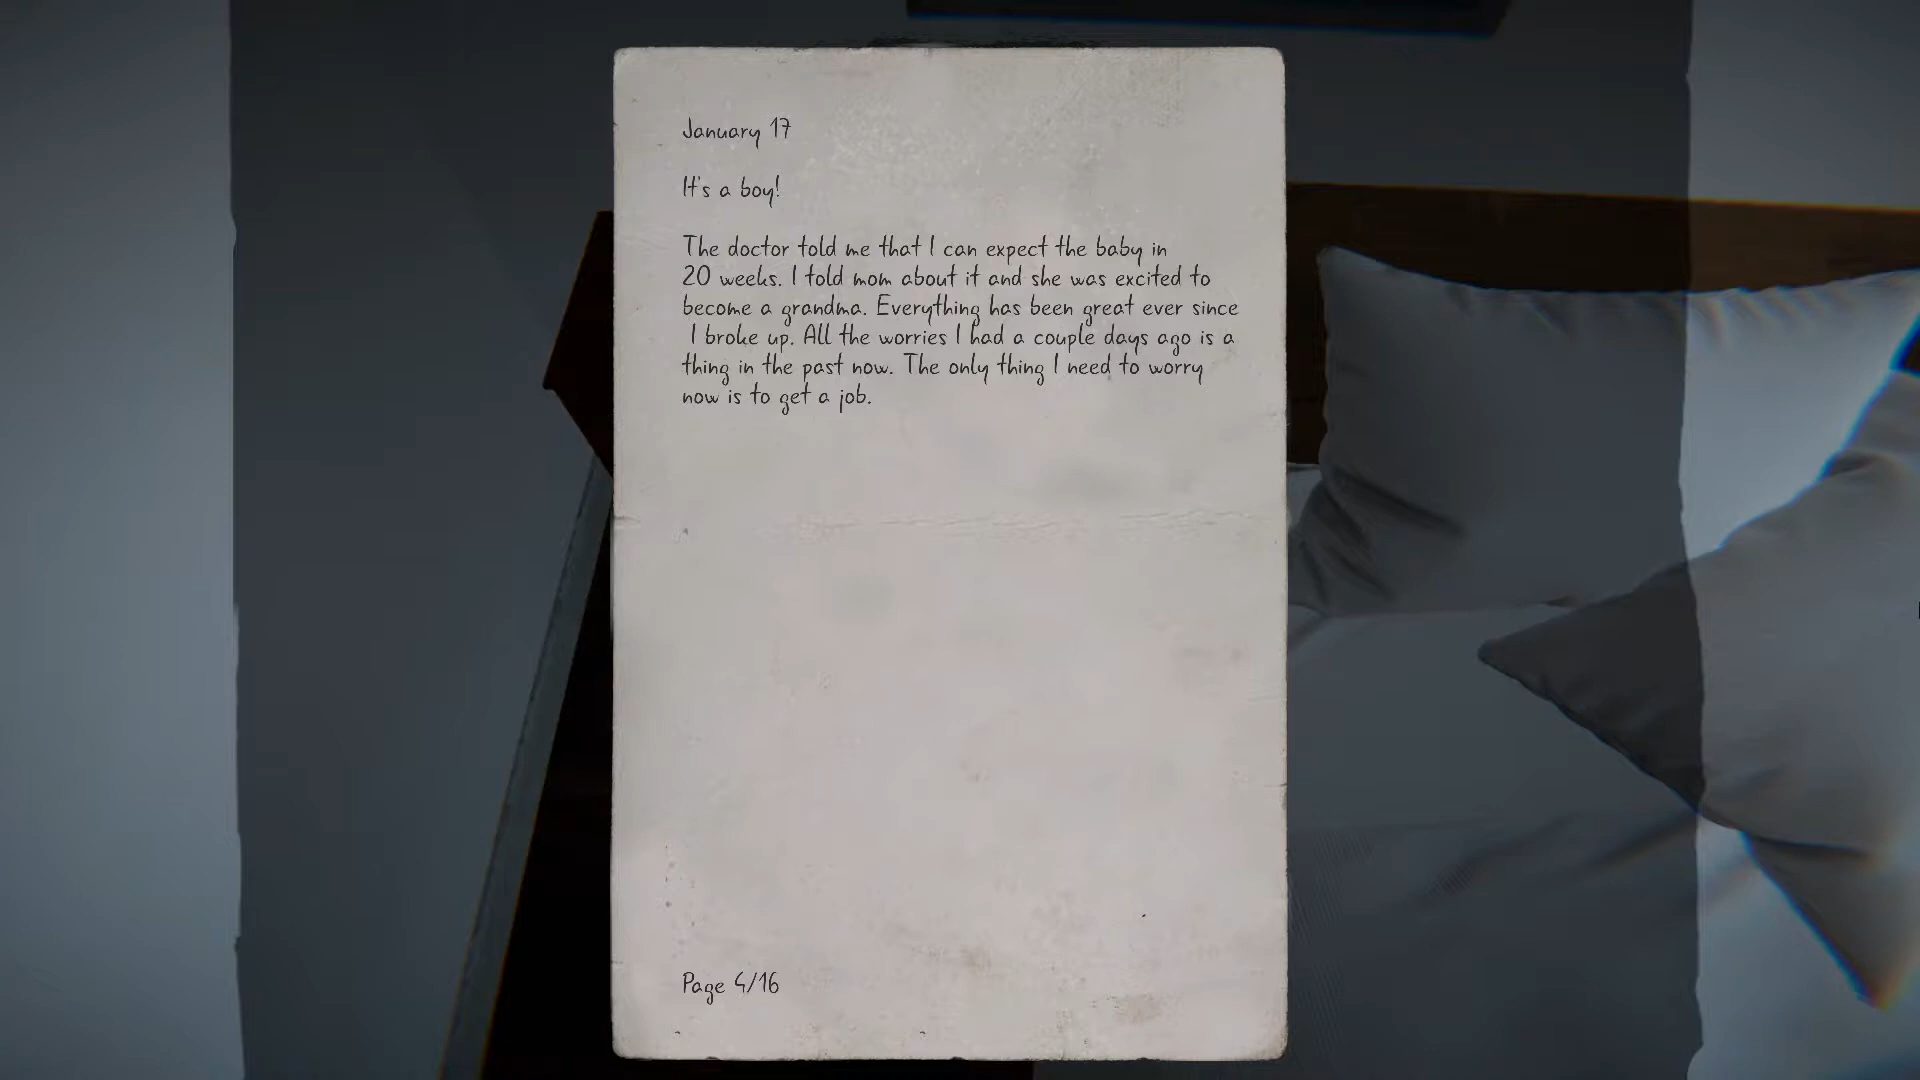 January 17
It's a boy!
The doctor told me that I can expect the baby in
20 weeks. I told mom about it and she was excited to
become a grandma. Everything has been great ever since
I broke up. All the worries I had a couple days ago is a
thing in the past now. The only thing I need to worry
now is to get a job.
Page 4/16